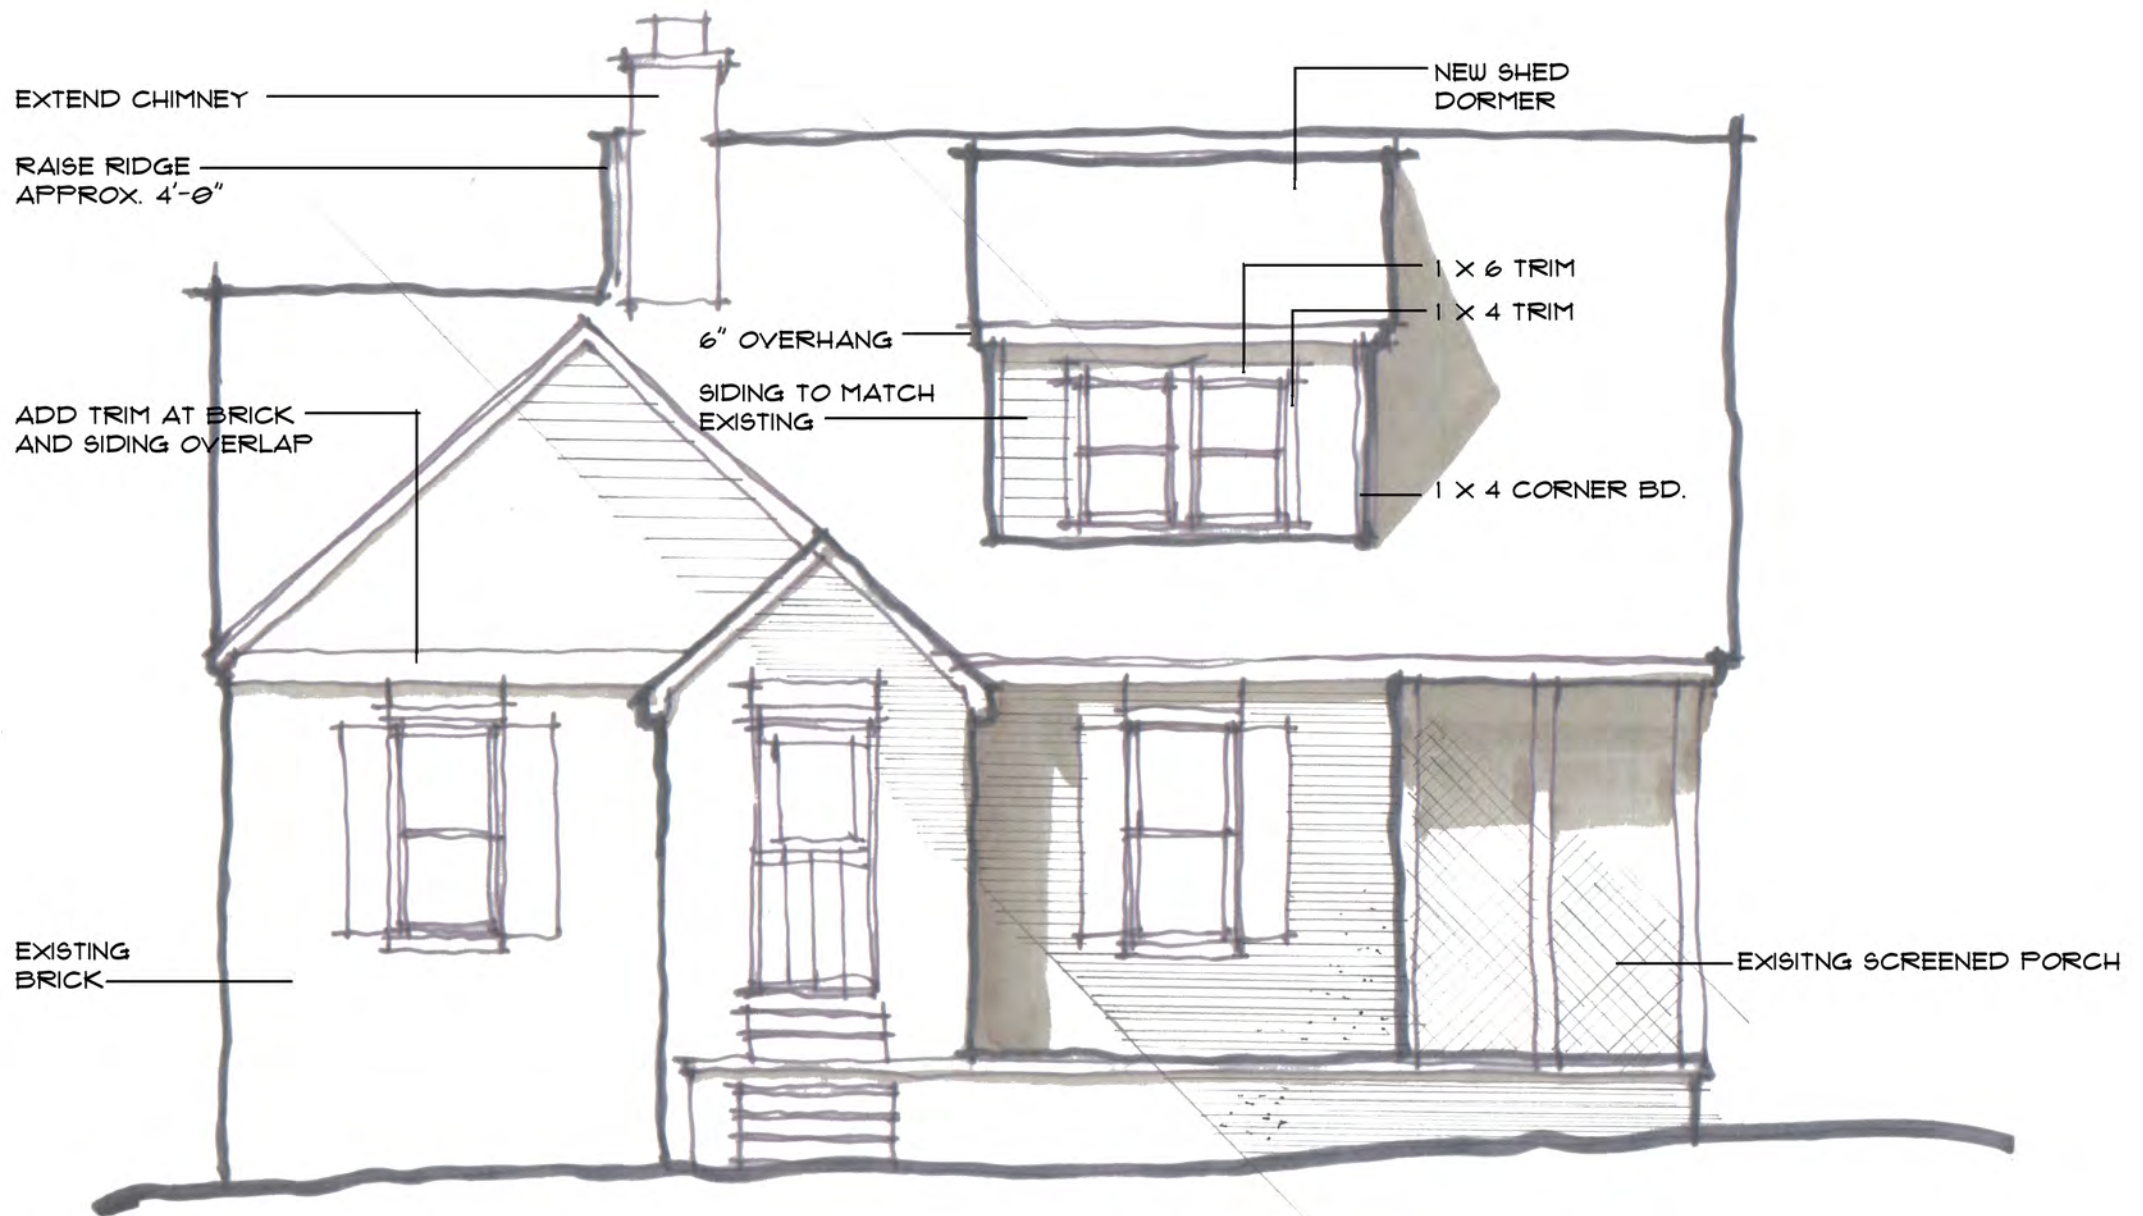 EXTEND CHIMNEY
RAISE RIDGE
APPROX. 4'-0"
ADD TRIM AT BRICK
AND SIDING OVERLAP
EXISTING
BRICK
6" OVERHANG
SIDING TO MATCH
EXISTING
NEW SHED
DORMER
1 X 6 TRIM
1 X 4 TRIM
1 X 4 CORNER BD.
EXISITNG SCREENED PORCH